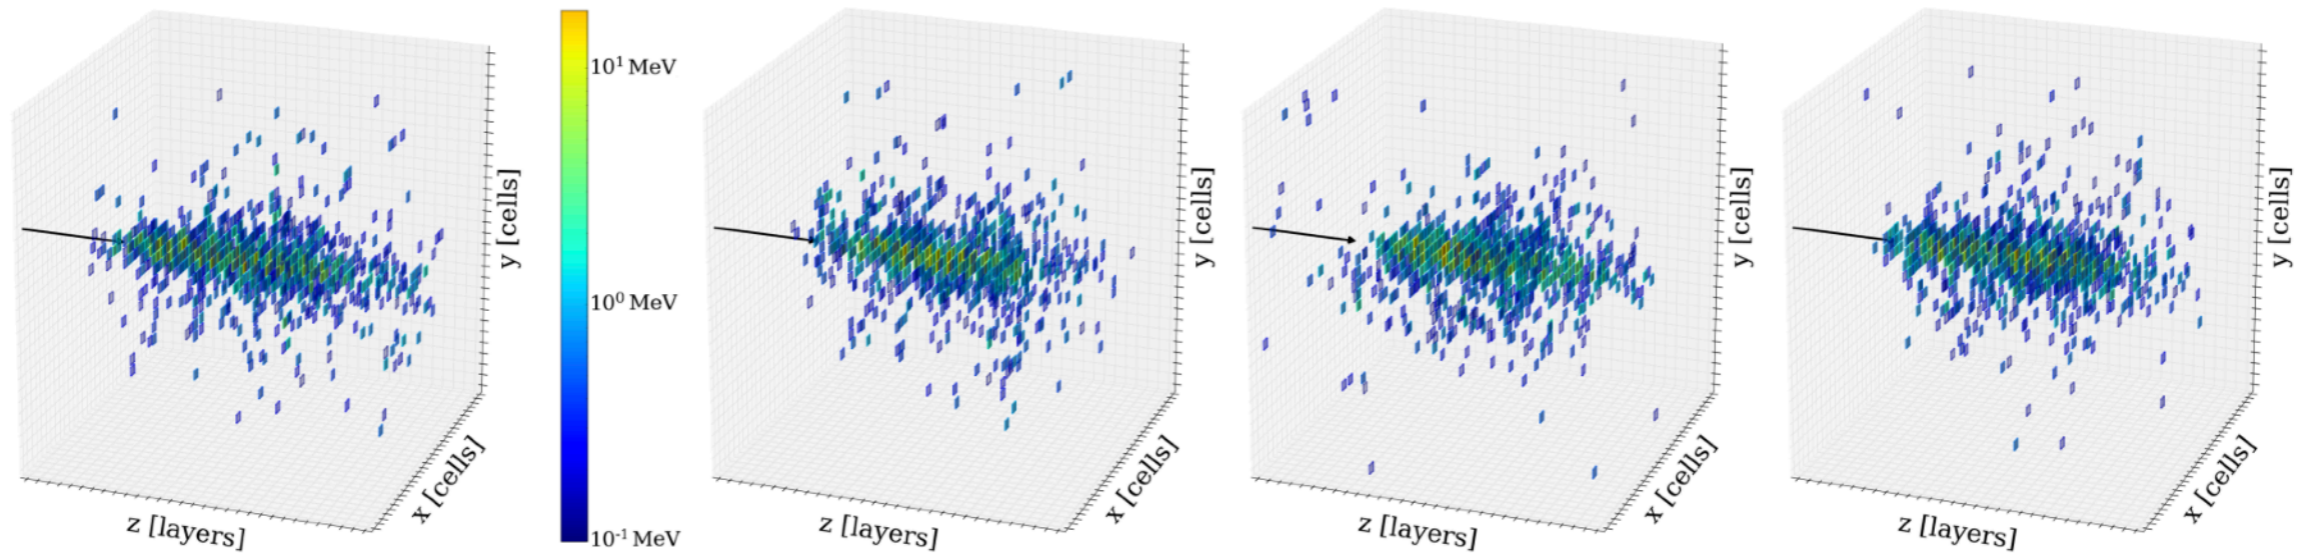 y [cells]
x [cells]
z [layers]
10¹ MeV
10⁰ MeV
10⁻¹ MeV
y [cells]
x [cells]
z [layers]
y [cells]
x [cells]
z [layers]
y [cells]
x [cells]
z [layers]